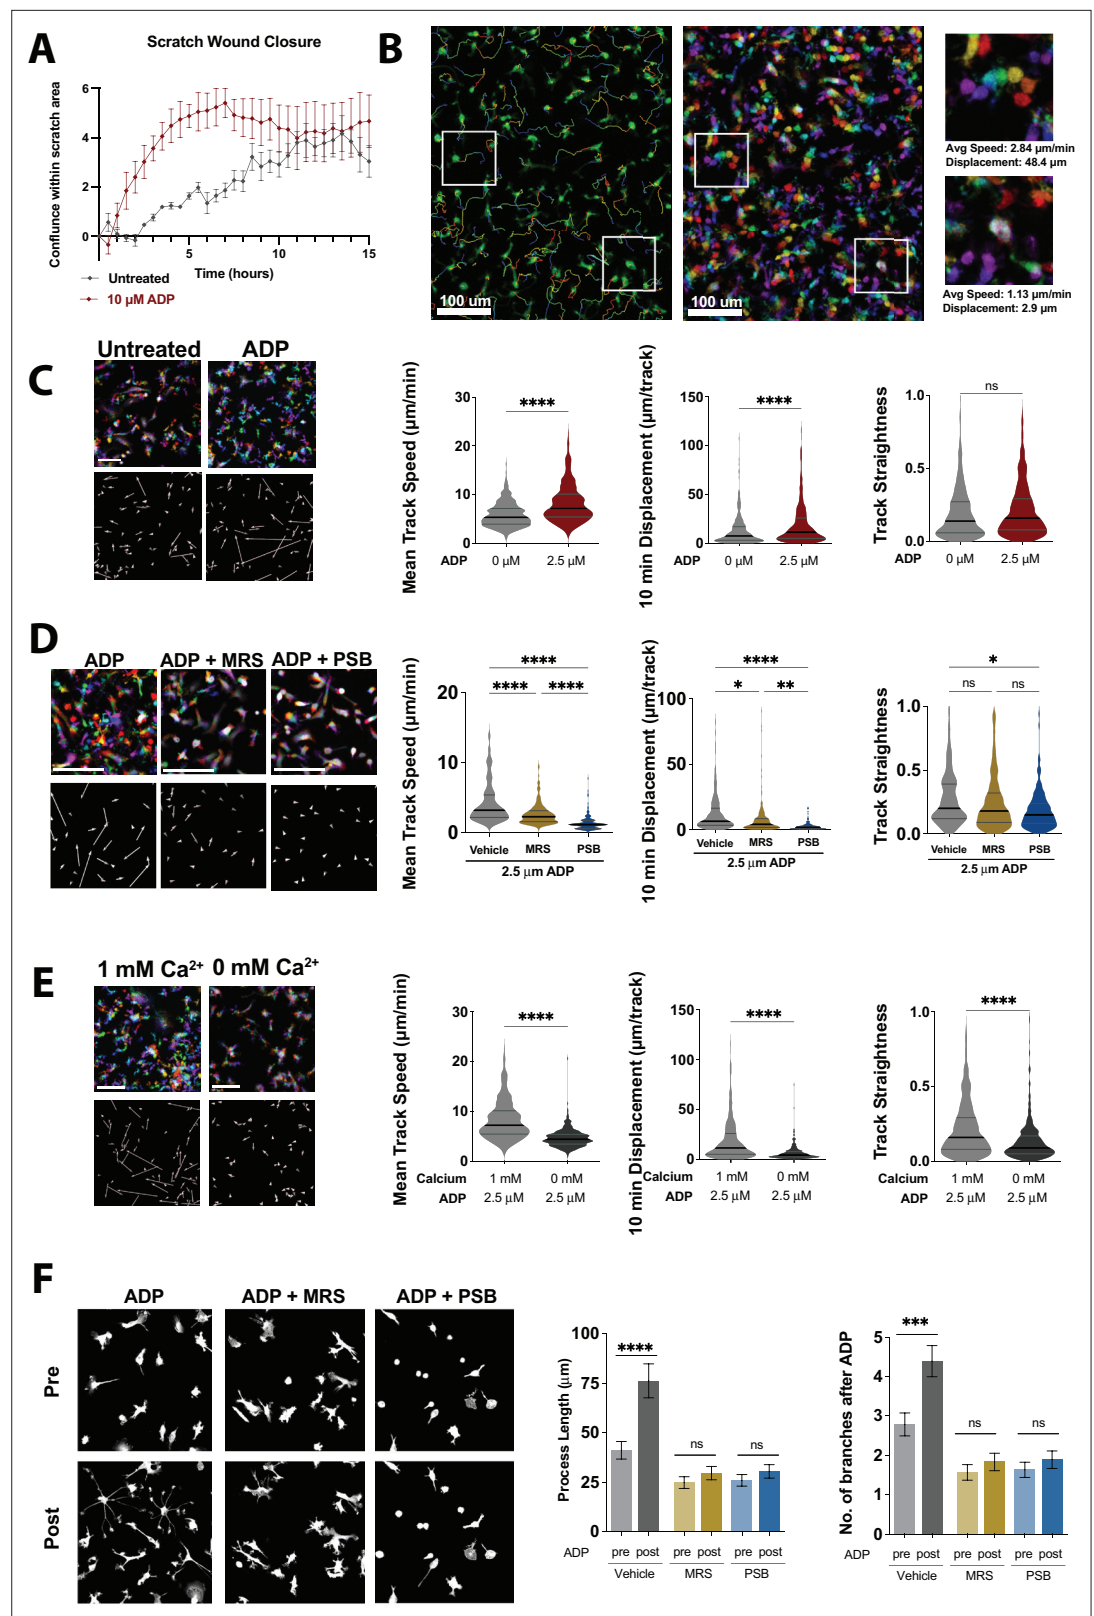 A
Scratch Wound Closure
Conflunce within scratch area
6
4
2
0
5
10
15
Time (hours)
Untreated
10 µM ADP
B
100 um
100 um
Avg Speed: 2.84 µm/min
Displacement: 48.4 µm
Avg Speed: 1.13 µm/min
Displacement: 2.9 µm
C
Untreated
ADP
Mean Track Speed (µm/min)
30
20
10
0
****
ADP
0 µM
2.5 µM
10 min Displacement (µm/track)
150
100
50
0
****
ADP
0 µM
2.5 µM
Track Straightness
1.0
0.5
0.0
ns
ADP
0 µM
2.5 µM
D
ADP
ADP + MRS
ADP + PSB
Mean Track Speed (µm/min)
20
10
0
****
**** ****
Vehicle MRS PSB
2.5 µm ADP
10 min Displacement (µm/track)
100
50
0
****
* **
Vehicle MRS PSB
2.5 µm ADP
Track Straightness
1.0
0.5
0.0
*
ns ns
Vehicle MRS PSB
2.5 µm ADP
E
1 mM Ca²⁺ 0 mM Ca²⁺
Mean Track Speed (µm/min)
30
20
10
0
****
Calcium 1 mM 0 mM
ADP 2.5 µM 2.5 µM
10 min Displacement (µm/track)
150
100
50
0
****
Calcium 1 mM 0 mM
ADP 2.5 µM 2.5 µM
Track Straightness
1.0
0.5
0.0
****
Calcium 1 mM 0 mM
ADP 2.5 µM 2.5 µM
F
ADP
ADP + MRS
ADP + PSB
Pre
Post
Process Length (µm)
100
75
50
25
0
****
ns
ns
ADP pre post pre post pre post
Vehicle MRS PSB
No. of branches after ADP
5
4
3
2
1
0
***
ns
ns
ADP pre post pre post pre post
Vehicle MRS PSB